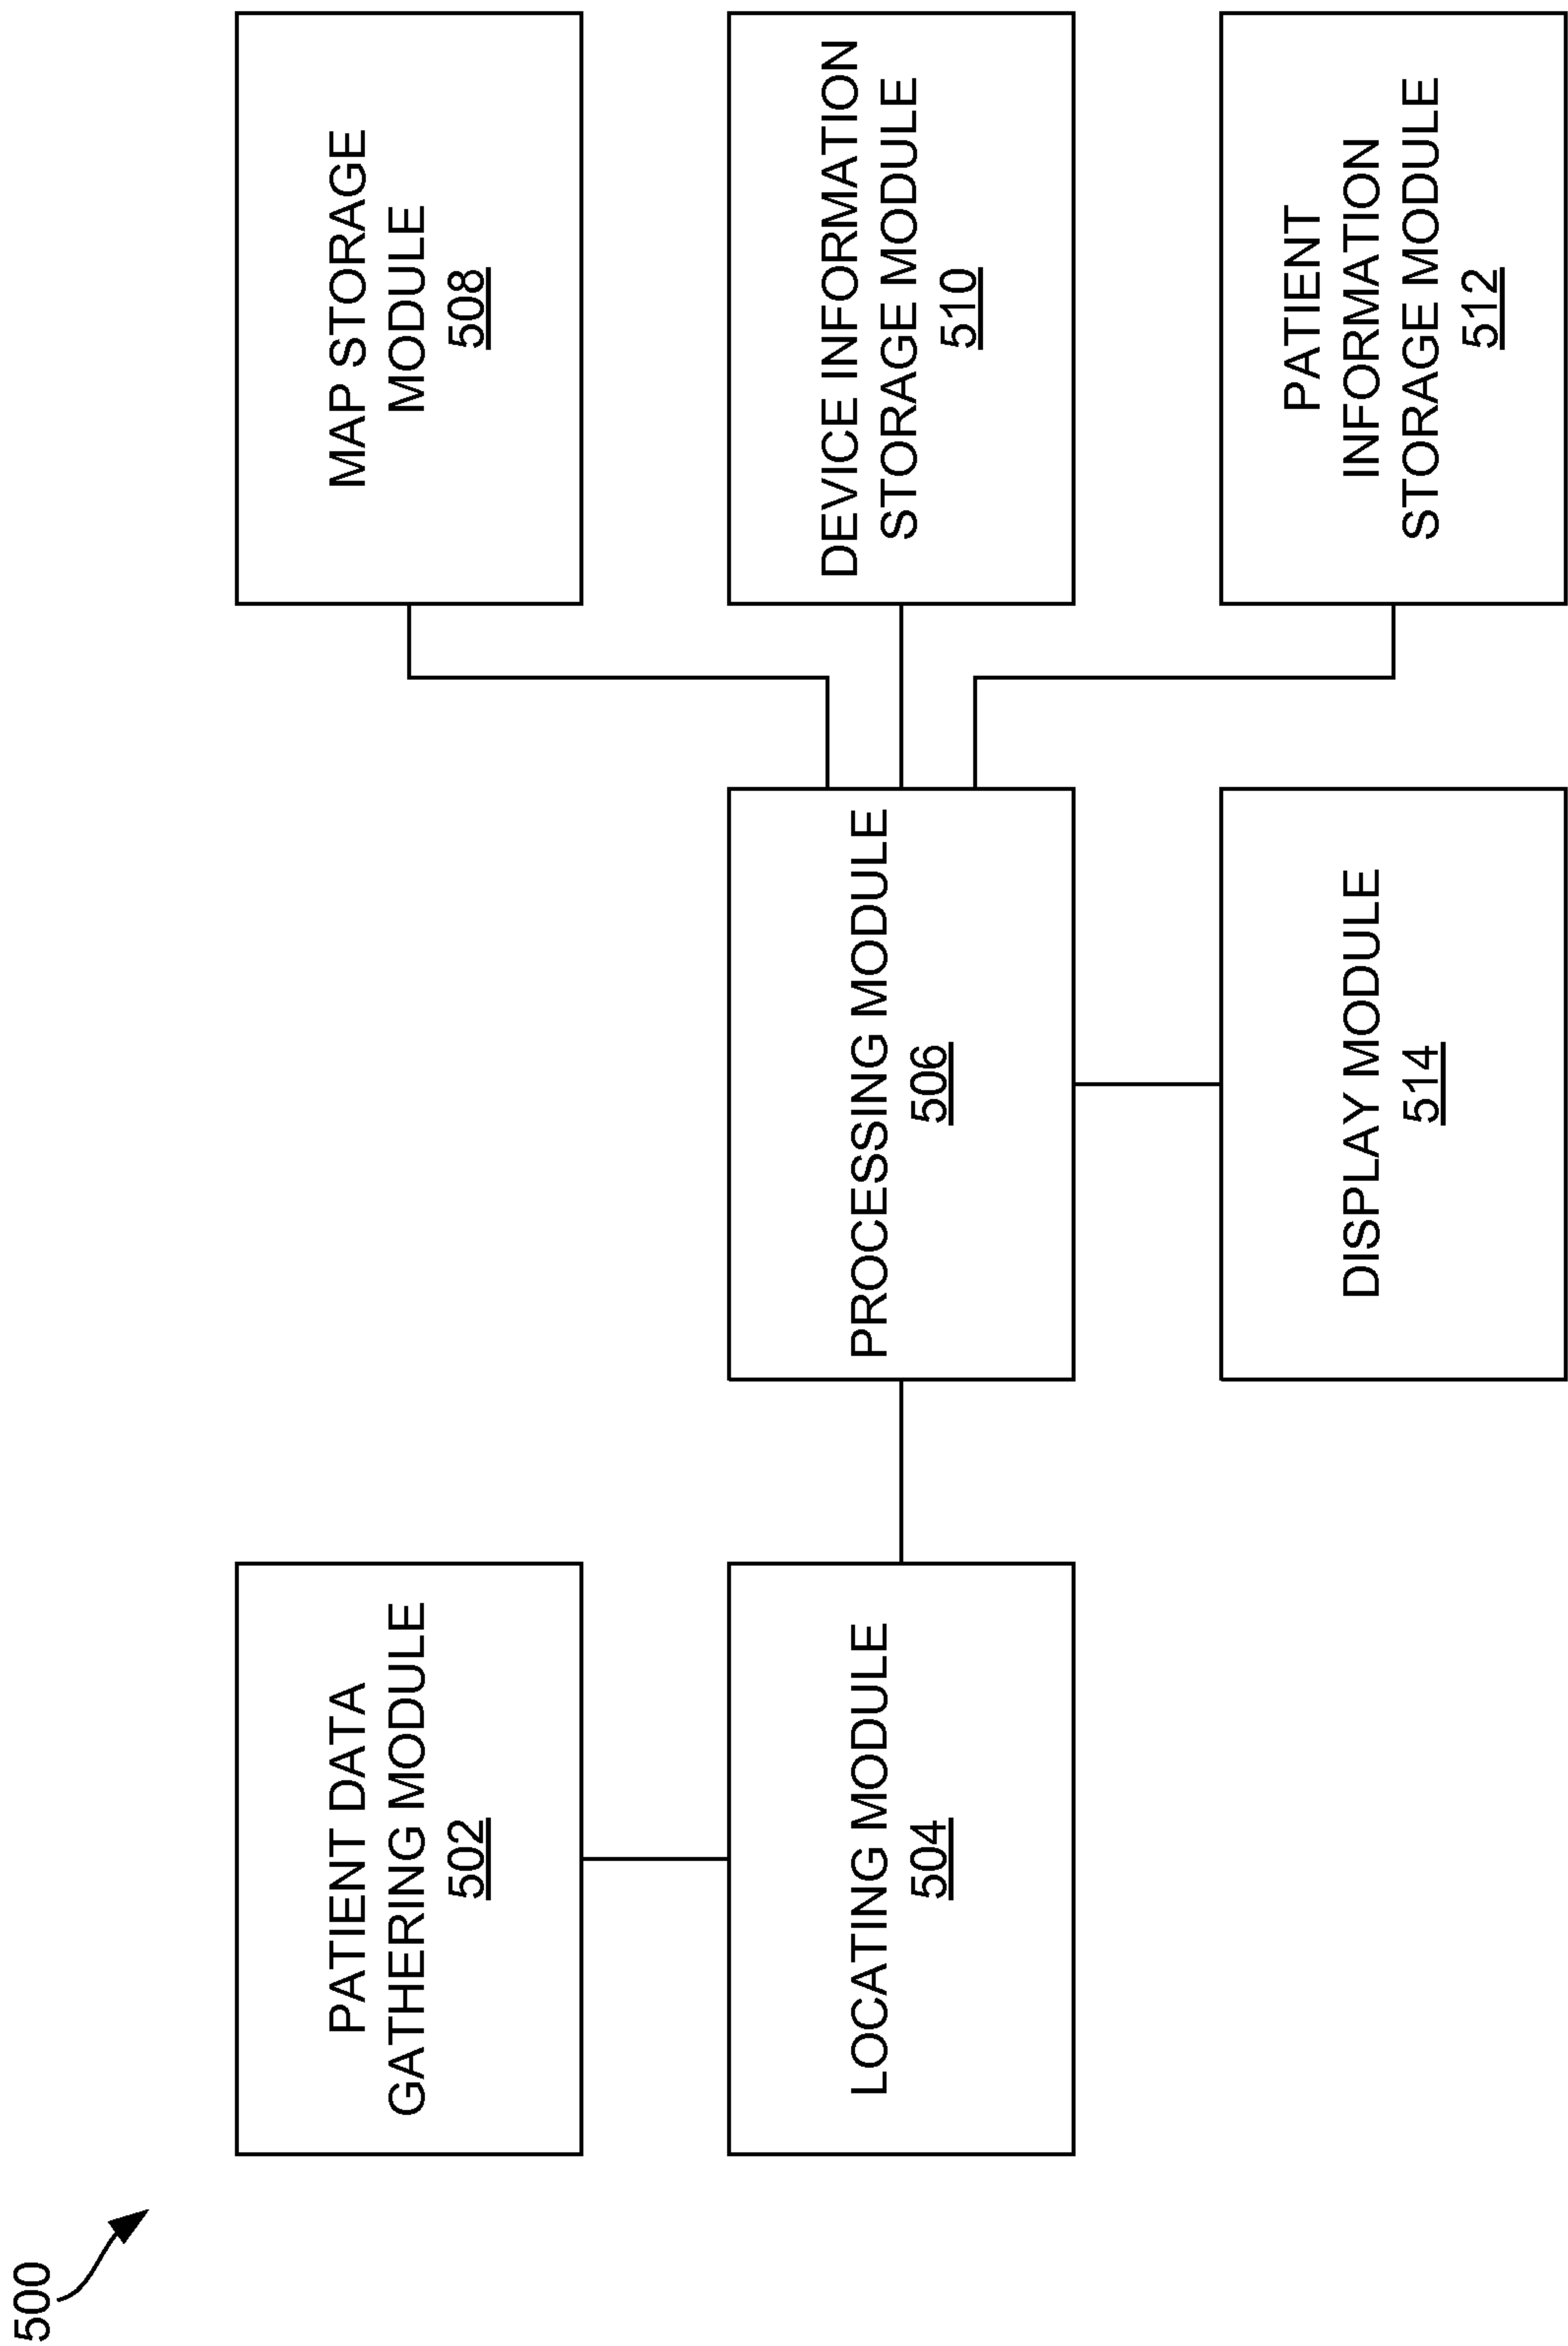 500
PATIENT DATA
GATHERING MODULE
502
MAP STORAGE
MODULE
508
LOCATING MODULE
504
PROCESSING MODULE
506
DEVICE INFORMATION
STORAGE MODULE
510
DISPLAY MODULE
514
PATIENT
INFORMATION
STORAGE MODULE
512